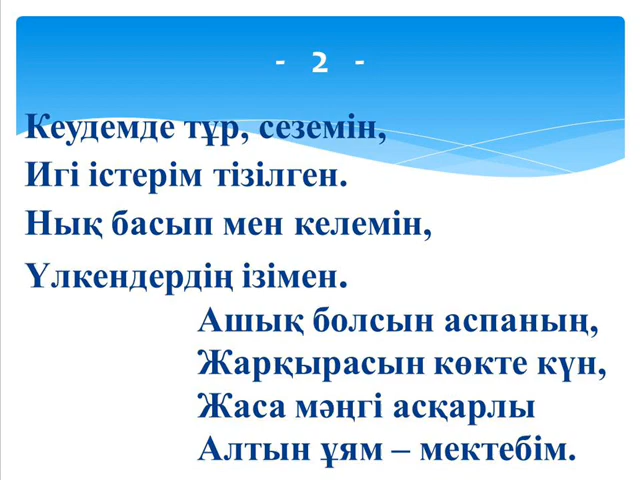 - 2 -
Кеудемде тұр, сеземін,
Игі істерім тізілген.
Нық басып мен келемін,
Үлкендердің ізімен.
Ашық болсын аспаның,
Жарқырасын көкте күн,
Жаса мәңгі асқарлы
Алтын ұям – мектебім.